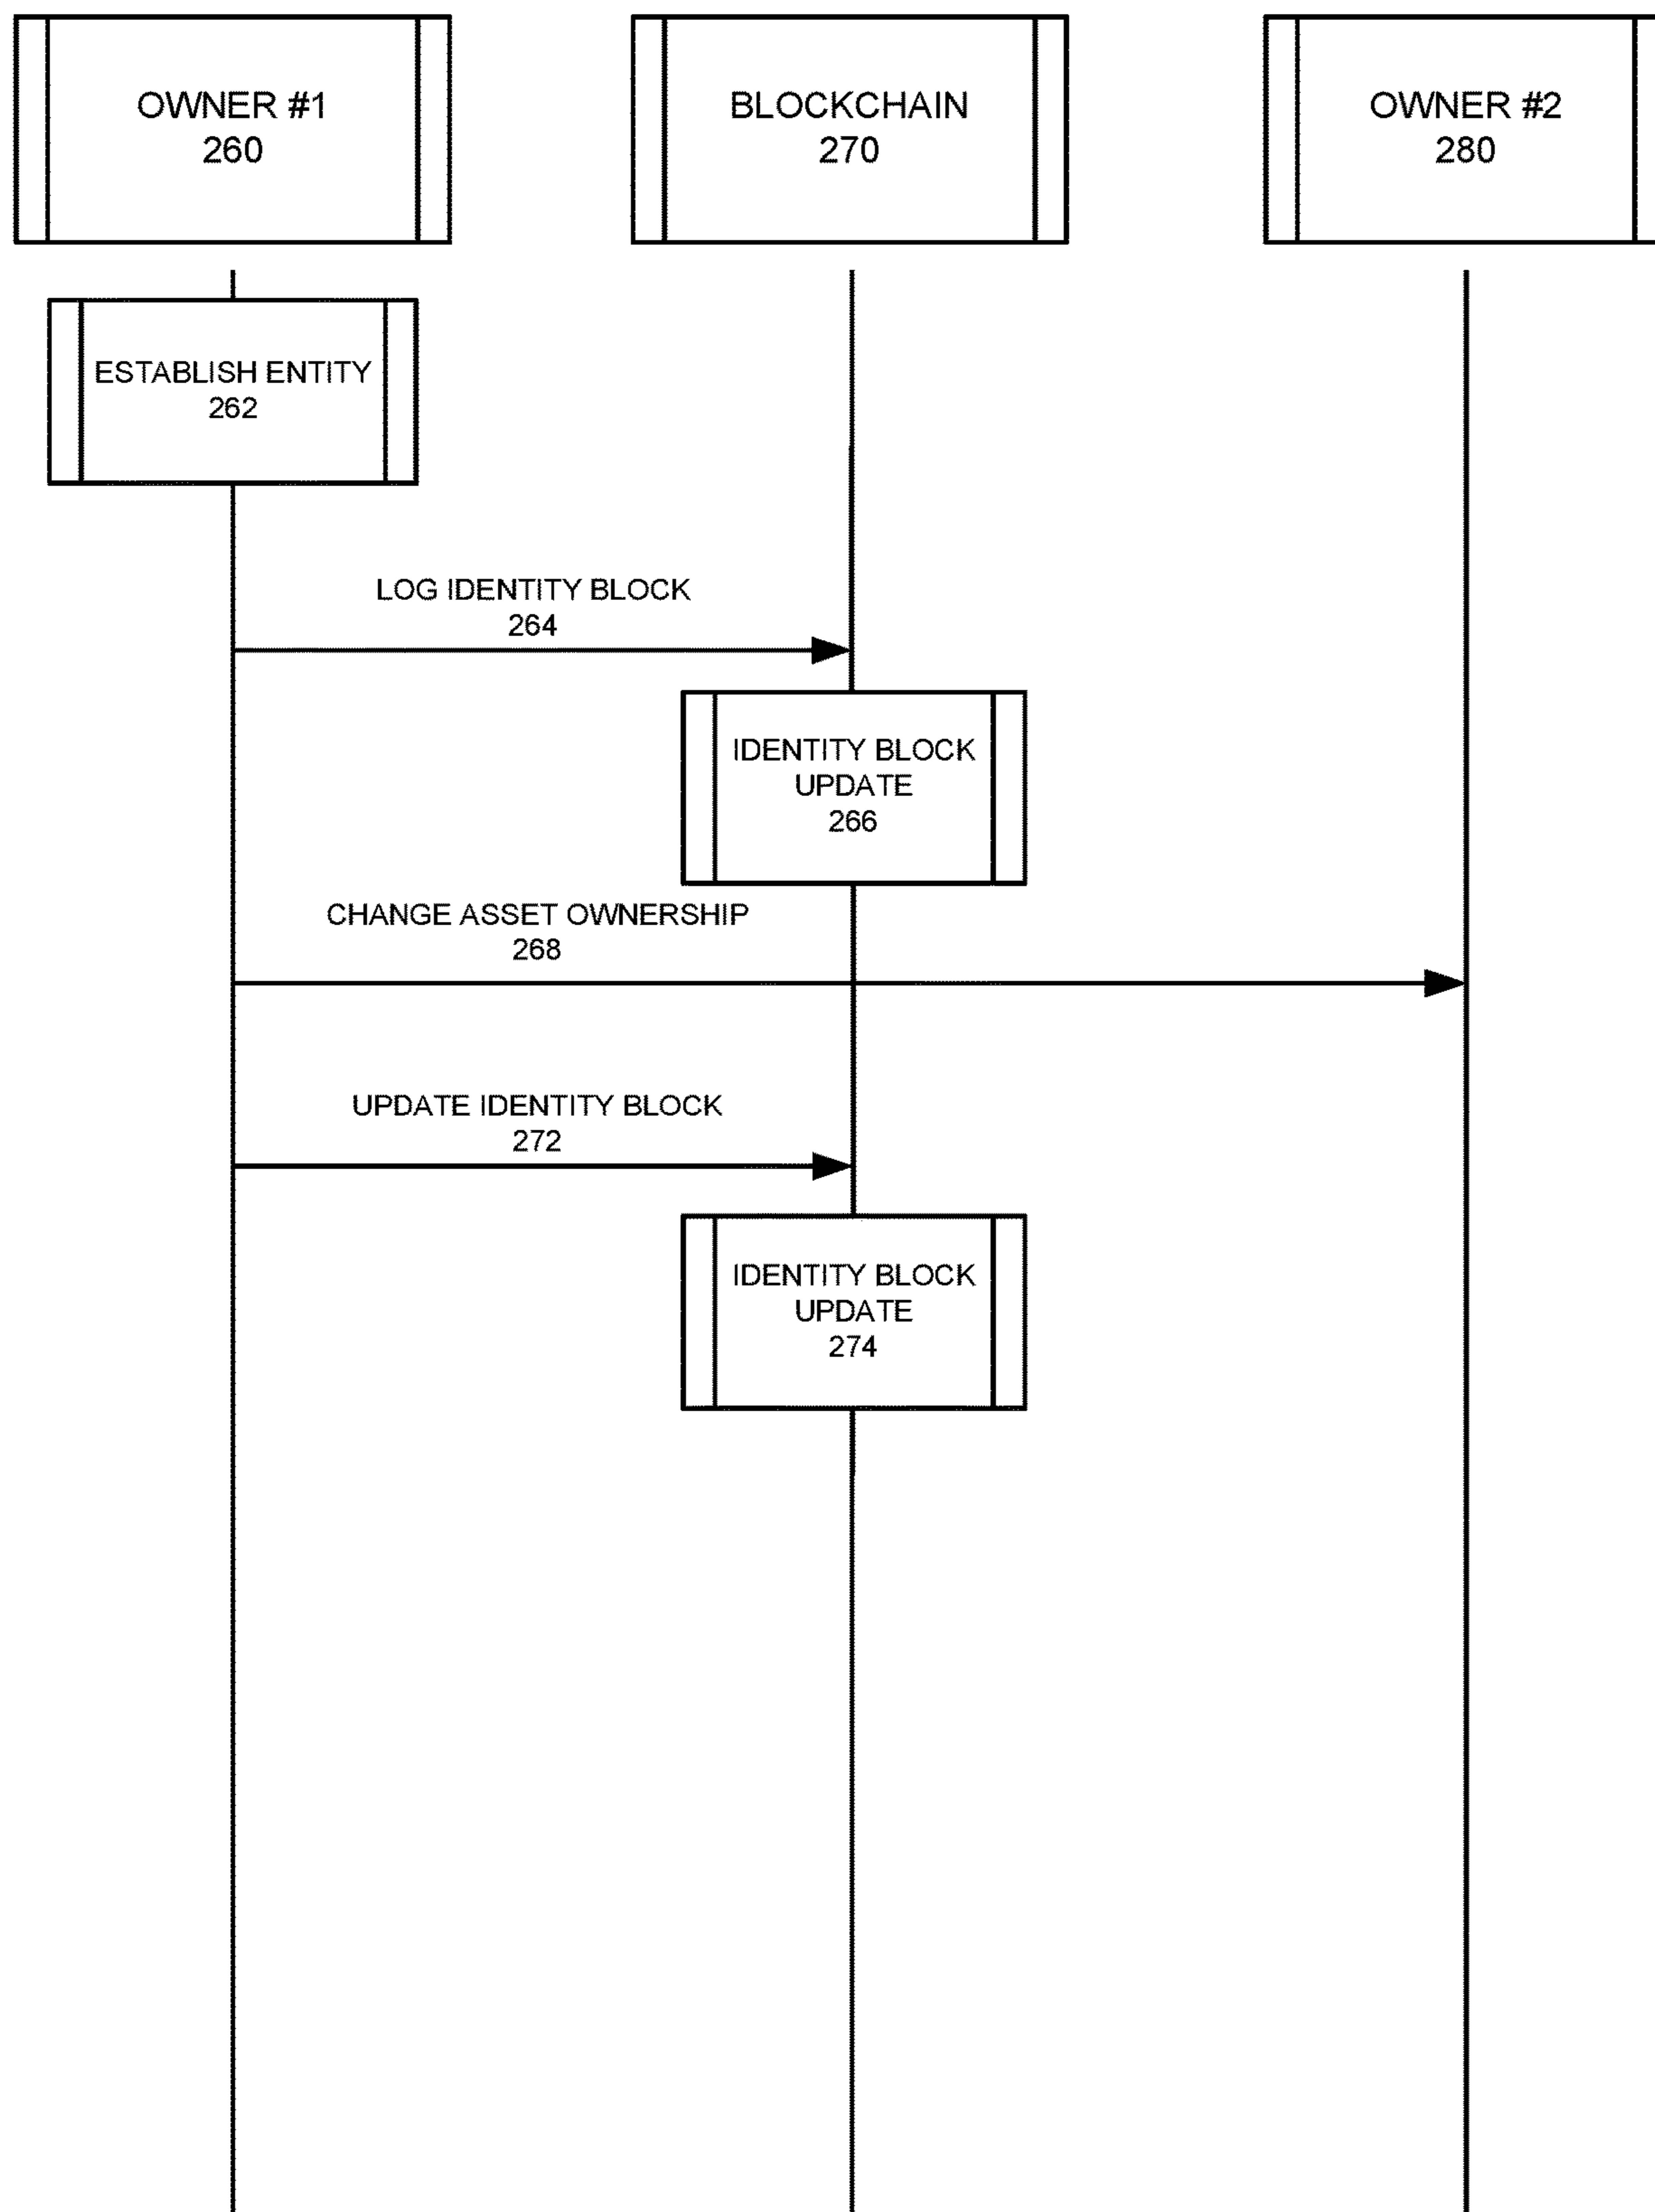 OWNER #1
260
BLOCKCHAIN
270
OWNER #2
280
ESTABLISH ENTITY
262
LOG IDENTITY BLOCK
264
IDENTITY BLOCK
UPDATE
266
CHANGE ASSET OWNERSHIP
268
UPDATE IDENTITY BLOCK
272
IDENTITY BLOCK
UPDATE
274